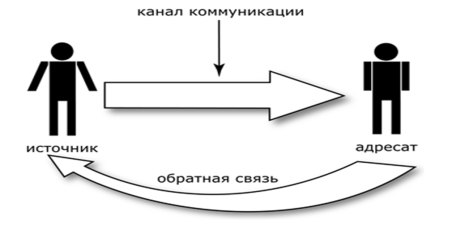 канал коммуникации
источник
адресат
обратная связь